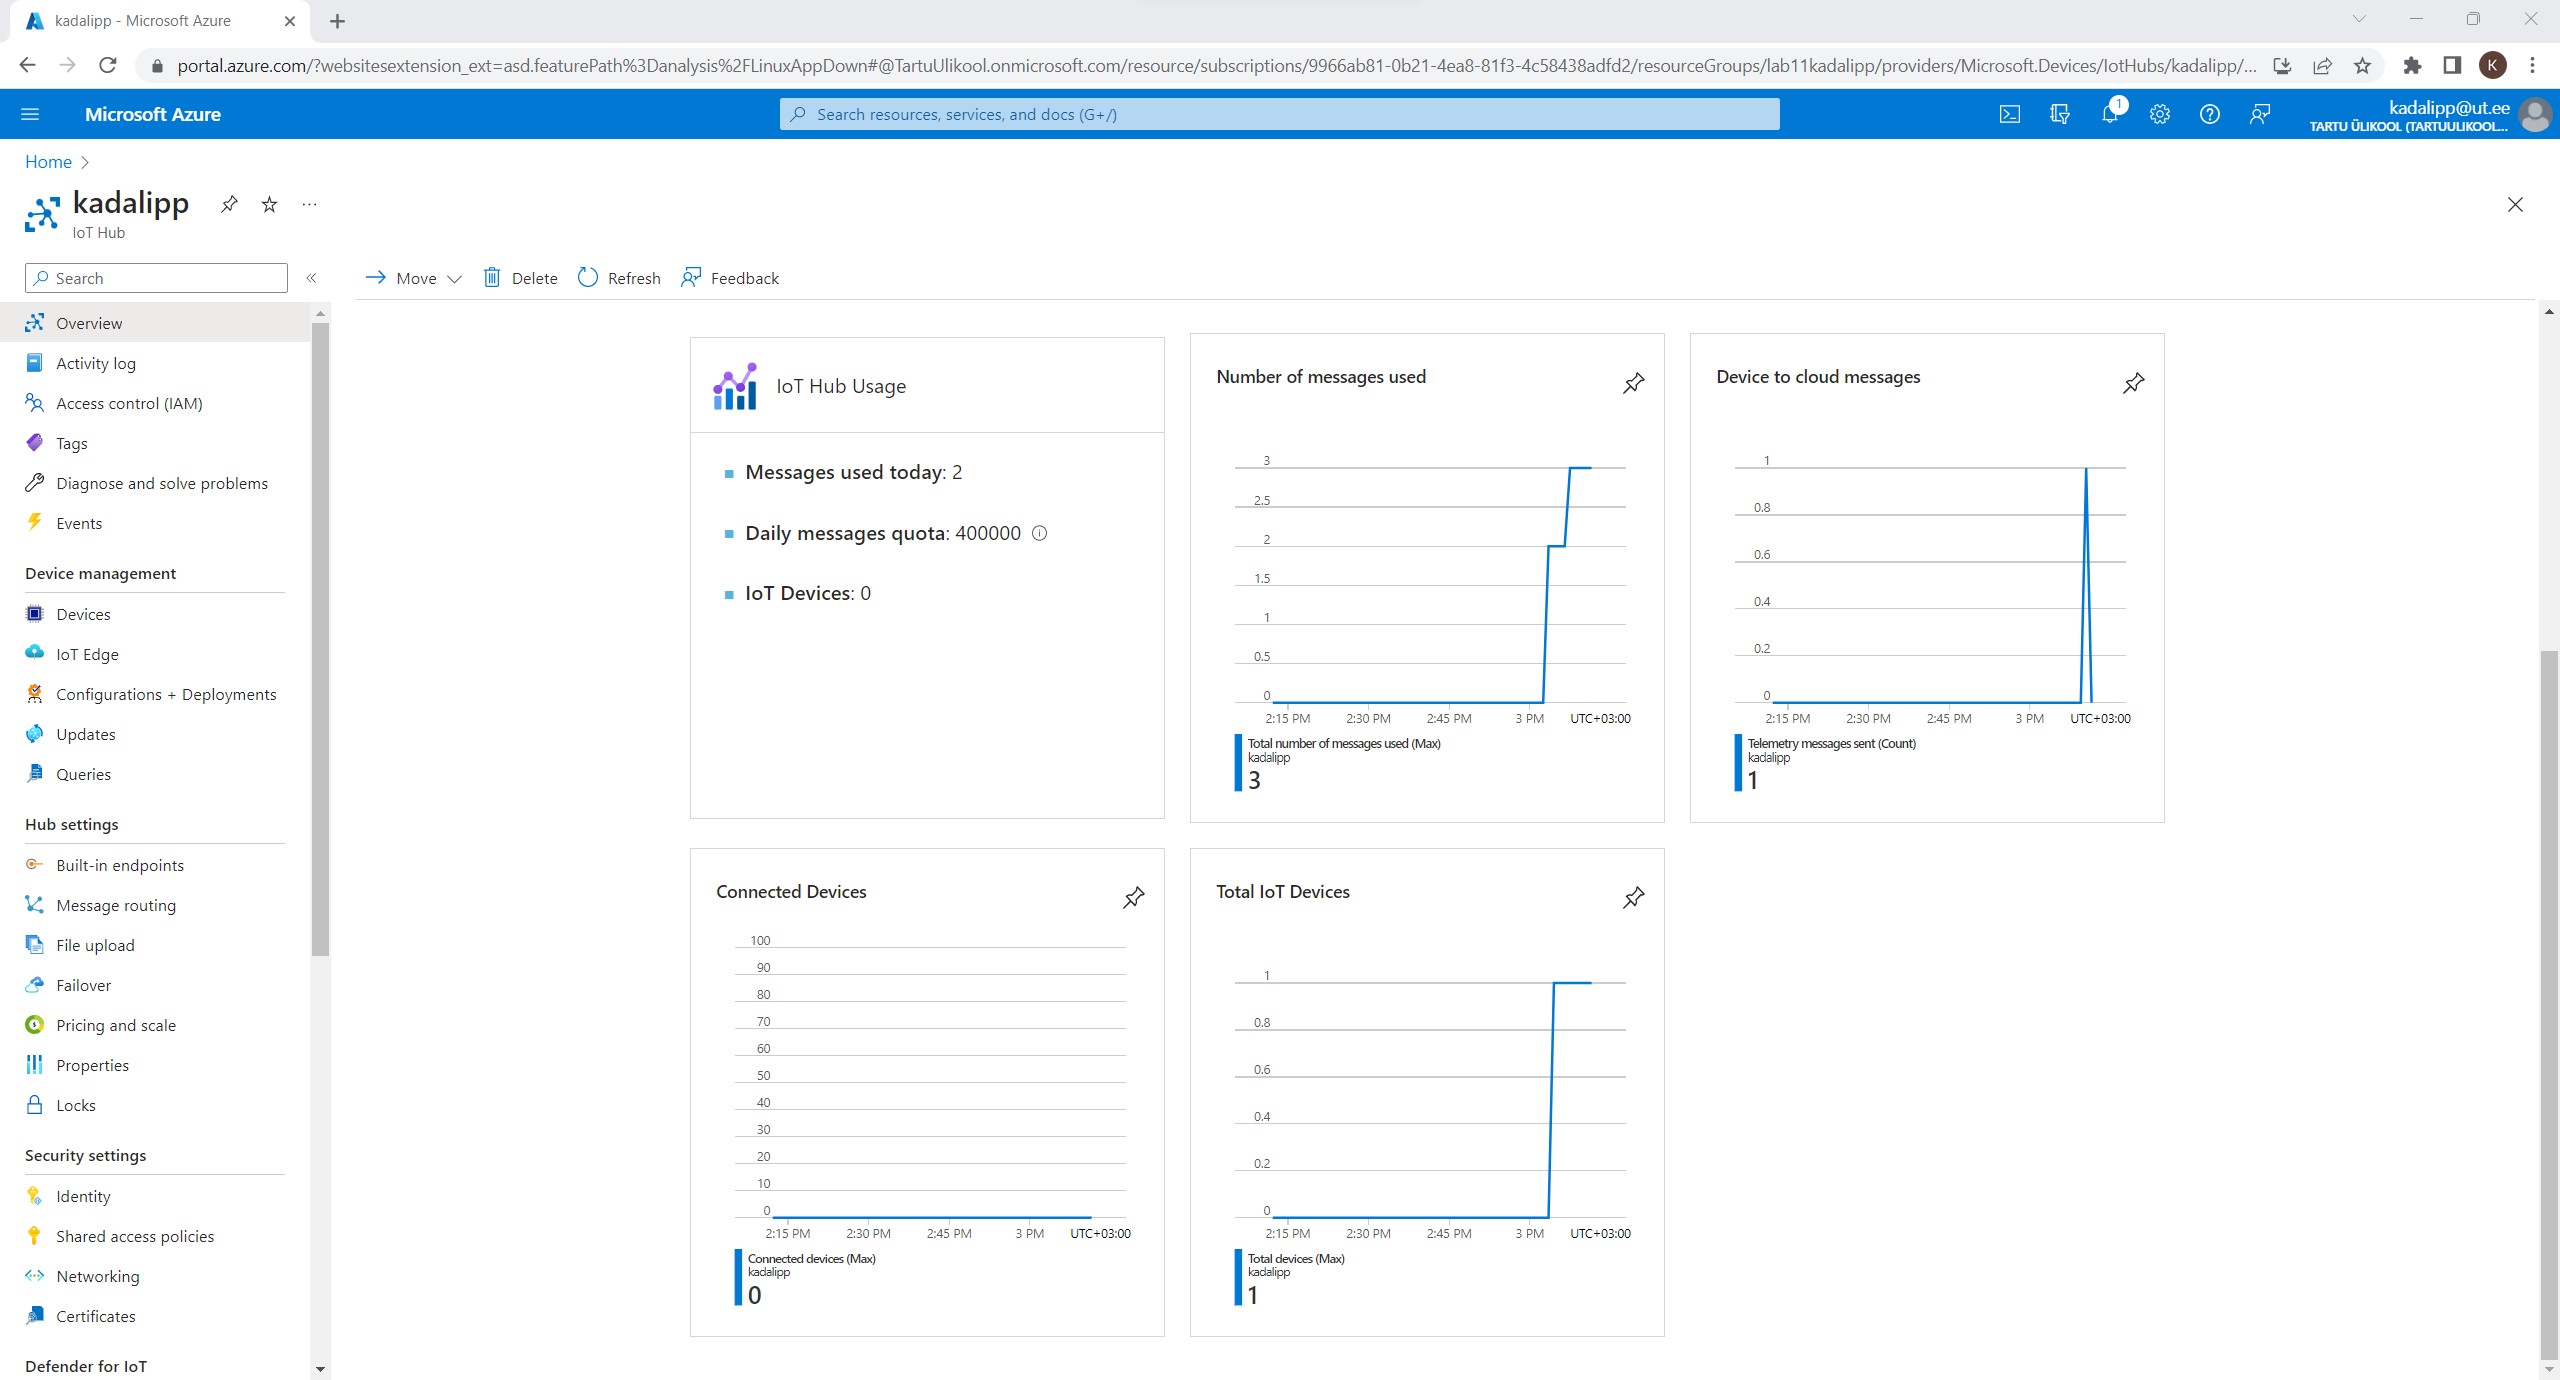 kadalipp - Microsoft Azure
portal.azure.com/?websitesextension_ext=asd.featurePath%3Danalysis%2FLinuxAppDown#@TartuUlikool.onmicrosoft.com/resource/subscriptions/9966ab81-0b21-4ea8-81f3-4c58438adfd2/resourceGroups/lab11kadalipp/providers/Microsoft.Devices/IotHubs/kadalipp/...
K
Microsoft Azure
Search resources, services, and docs (G+/)
1
kadalipp@ut.ee
TARTU ÜLIKOOL (TARTUULIKOOL...
Home
kadalipp
IoT Hub
Search
Move
Delete
Refresh
Feedback
Overview
Activity log
Access control (IAM)
Tags
Diagnose and solve problems
Events
Device management
Devices
IoT Edge
Configurations + Deployments
Updates
Queries
Hub settings
Built-in endpoints
Message routing
File upload
Failover
Pricing and scale
Properties
Locks
Security settings
Identity
Shared access policies
Networking
Certificates
Defender for IoT
IoT Hub Usage
Messages used today: 2
Daily messages quota: 400000
IoT Devices: 0
Number of messages used
3
2.5
2
1.5
1
0.5
0
2:15 PM 2:30 PM 2:45 PM 3 PM UTC+03:00
Total number of messages used (Max)
kadalipp
3
Device to cloud messages
1
0.8
0.6
0.4
0.2
0
2:15 PM 2:30 PM 2:45 PM 3 PM UTC+03:00
Telemetry messages sent (Count)
kadalipp
1
Connected Devices
100
90
80
70
60
50
40
30
20
10
0
2:15 PM 2:30 PM 2:45 PM 3 PM UTC+03:00
Connected devices (Max)
kadalipp
0
Total IoT Devices
1
0.8
0.6
0.4
0.2
0
2:15 PM 2:30 PM 2:45 PM 3 PM UTC+03:00
Total devices (Max)
kadalipp
1